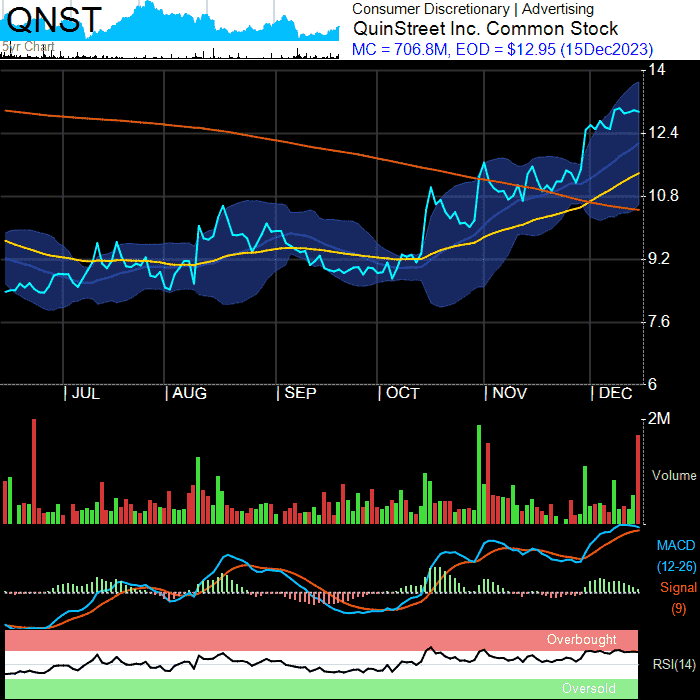 QNST
5yr Chart
Consumer Discretionary | Advertising
QuinStreet Inc. Common Stock
MC = 706.8M, EOD = $12.95 (15Dec2023)
14
12.4
10.8
9.2
7.6
6
| JUL | AUG | SEP | OCT | NOV | DEC
2M
Volume
MACD
(12-26)
Signal
(9)
Overbought
RSI(14)
Oversold